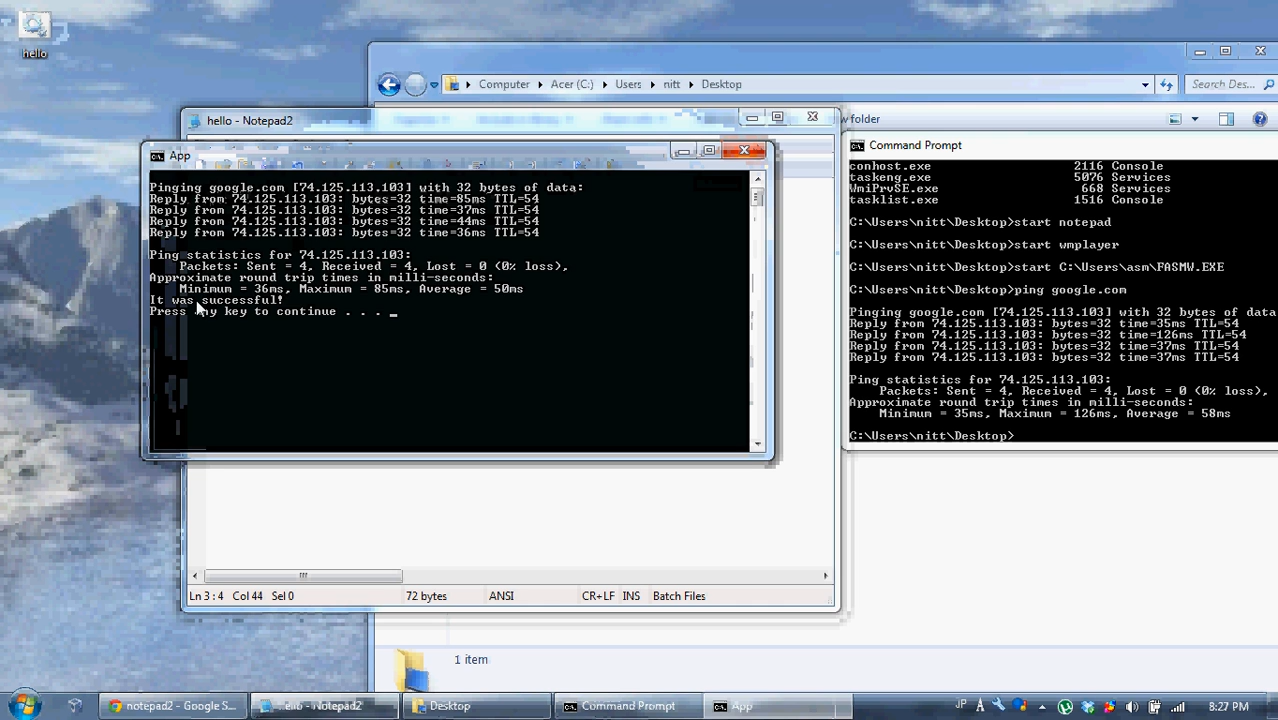 hello
Computer
Acer (C:)
Users
nitt
Desktop
Search Des...
hello - Notepad2
w folder
App
Pinging google.com [74.125.113.103] with 32 bytes of data:
Reply from 74.125.113.103: bytes=32 time=85ms TTL=54
Reply from 74.125.113.103: bytes=32 time=37ms TTL=54
Reply from 74.125.113.103: bytes=32 time=44ms TTL=54
Reply from 74.125.113.103: bytes=32 time=36ms TTL=54
Ping statistics for 74.125.113.103:
Packets: Sent = 4, Received = 4, Lost = 0 (0% loss),
Approximate round trip times in milli-seconds:
Minimum = 36ms, Maximum = 85ms, Average = 50ms
It was successful!
Press any key to continue . . . _
Command Prompt
conhost.exe 2116 Console
taskeng.exe 5076 Services
WmiPrvSE.exe 668 Services
tasklist.exe 1516 Console
C:\Users\nitt\Desktop>start notepad
C:\Users\nitt\Desktop>start wmplayer
C:\Users\nitt\Desktop>start C:\Users\asm\FASMW.EXE
C:\Users\nitt\Desktop>ping google.com
Pinging google.com [74.125.113.103] with 32 bytes of data
Reply from 74.125.113.103: bytes=32 time=35ms TTL=54
Reply from 74.125.113.103: bytes=32 time=126ms TTL=54
Reply from 74.125.113.103: bytes=32 time=37ms TTL=54
Reply from 74.125.113.103: bytes=32 time=37ms TTL=54
Ping statistics for 74.125.113.103:
Packets: Sent = 4, Received = 4, Lost = 0 (0% loss),
Approximate round trip times in milli-seconds:
Minimum = 35ms, Maximum = 126ms, Average = 58ms
C:\Users\nitt\Desktop>
Ln 3 : 4 Col 44 Sel 0
72 bytes
ANSI
CR+LF INS
Batch Files
1 item
notepad2 - Google S...
hello - Notepad2
Desktop
Command Prompt
App
JP
8:27 PM